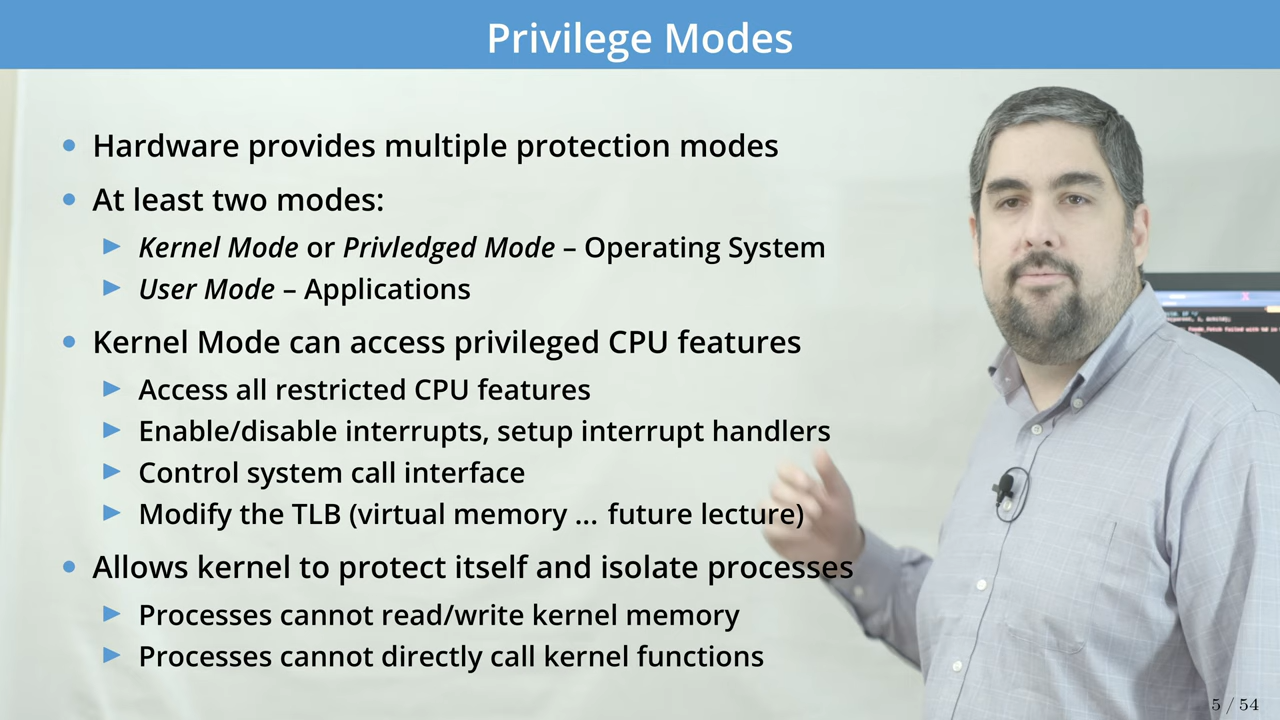 Privilege Modes
Hardware provides multiple protection modes
At least two modes:
Kernel Mode or Privledged Mode – Operating System
User Mode – Applications
Kernel Mode can access privileged CPU features
Access all restricted CPU features
Enable/disable interrupts, setup interrupt handlers
Control system call interface
Modify the TLB (virtual memory ... future lecture)
Allows kernel to protect itself and isolate processes
Processes cannot read/write kernel memory
Processes cannot directly call kernel functions
5 / 54